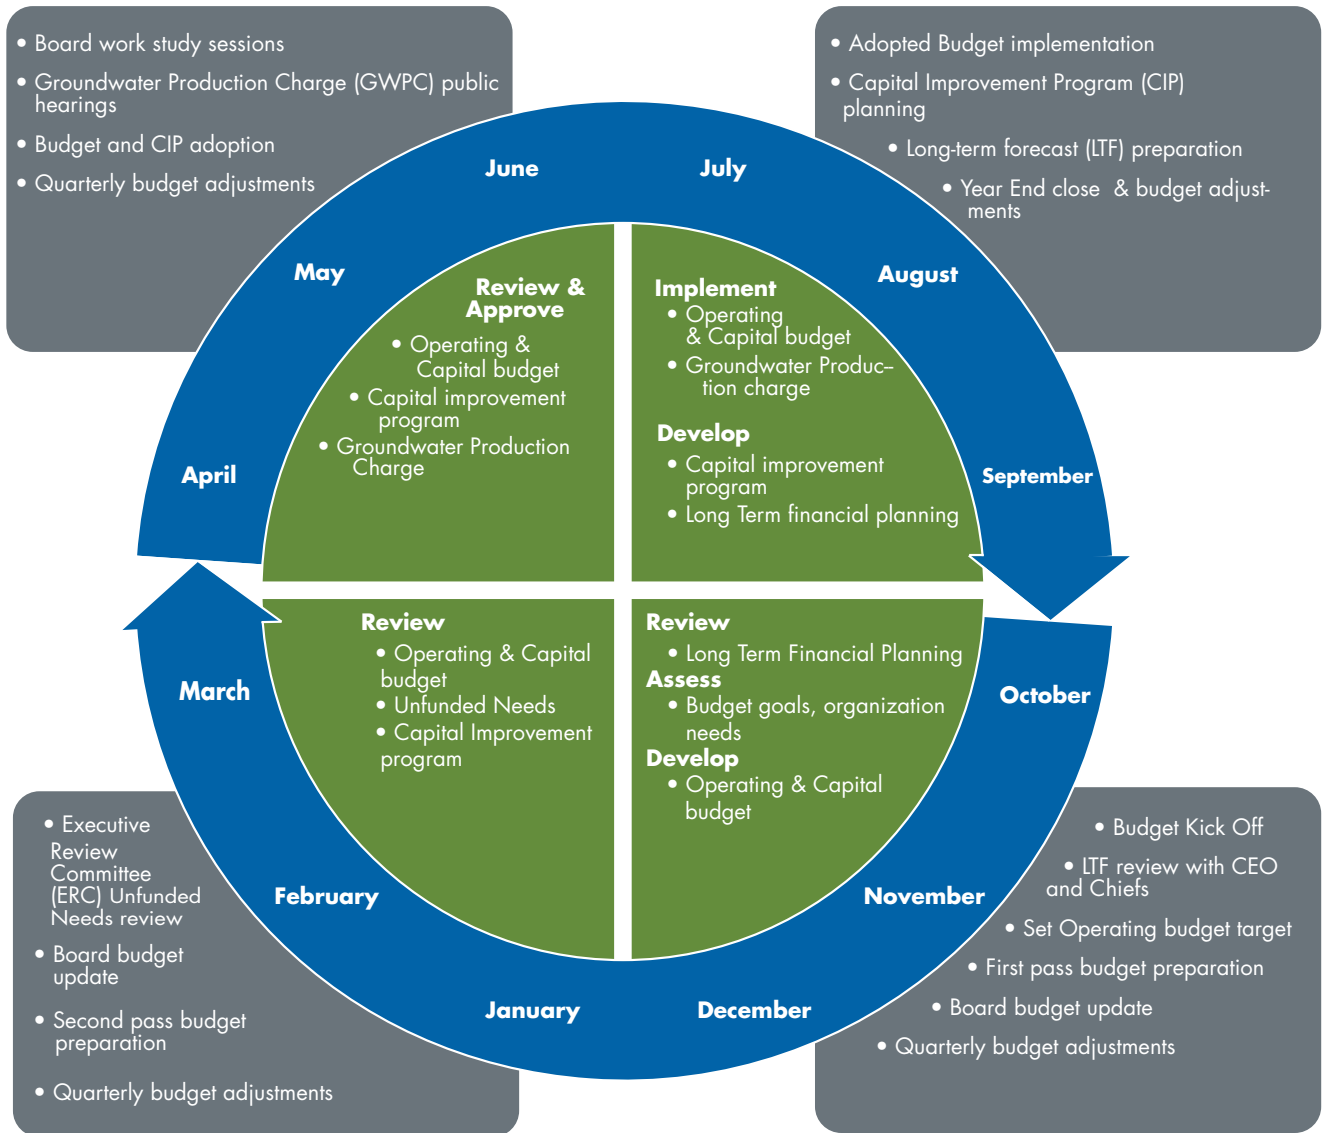 • Board work study sessions
• Groundwater Production Charge (GWPC) public
hearings
• Budget and CIP adoption
• Quarterly budget adjustments
• Adopted Budget implementation
• Capital Improvement Program (CIP)
planning
• Long-term forecast (LTF) preparation
• Year End close & budget adjust-
ments
June
July
May
August
April
September
Review &
Approve
• Operating &
Capital budget
• Capital improvement
program
• Groundwater Production
Charge
Implement
• Operating
& Capital budget
• Groundwater Produc–
tion charge
Develop
• Capital improvement
program
• Long Term financial planning
Review
• Operating & Capital
budget
• Unfunded Needs
• Capital Improvement
program
Review
• Long Term Financial Planning
Assess
• Budget goals, organization
needs
Develop
• Operating & Capital
budget
March
October
February
November
January
December
• Executive
Review
Committee
(ERC) Unfunded
Needs review
• Board budget
update
• Second pass budget
preparation
• Quarterly budget adjustments
• Budget Kick Off
• LTF review with CEO
and Chiefs
• Set Operating budget target
• First pass budget preparation
• Board budget update
• Quarterly budget adjustments